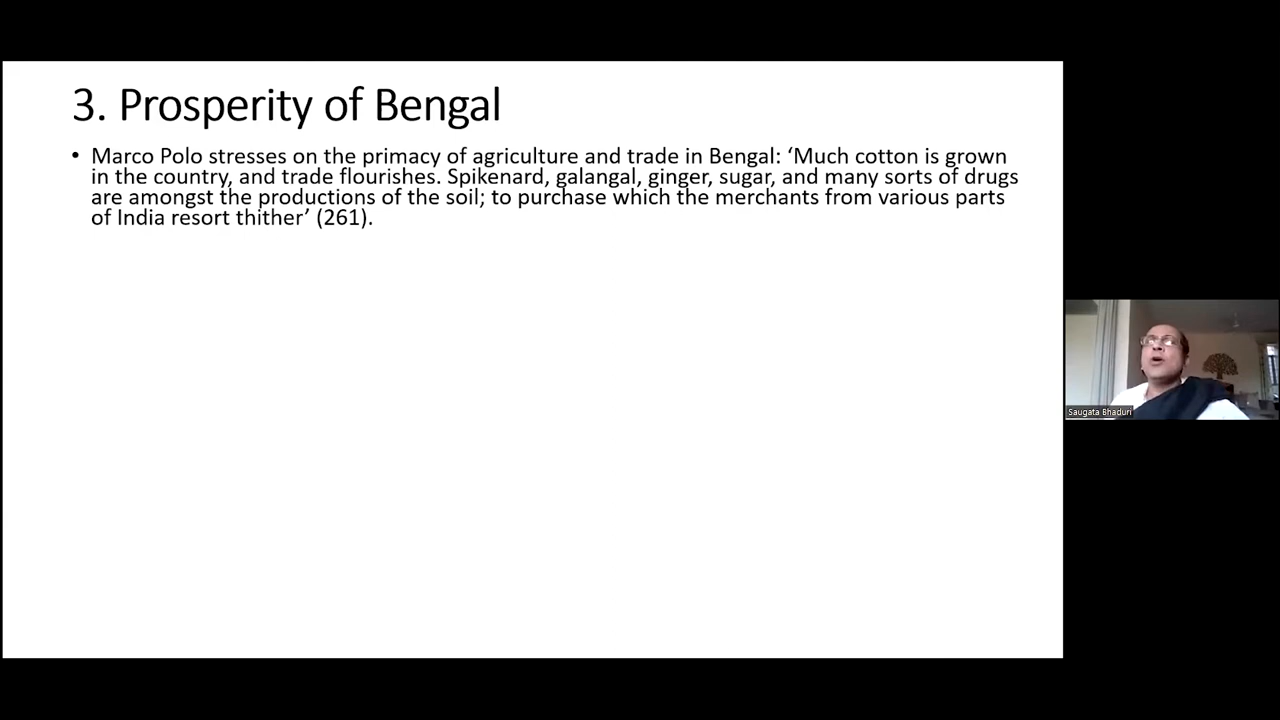 3. Prosperity of Bengal
• Marco Polo stresses on the primacy of agriculture and trade in Bengal: ‘Much cotton is grown
in the country, and trade flourishes. Spikenard, galangal, ginger, sugar, and many sorts of drugs
are amongst the productions of the soil; to purchase which the merchants from various parts
of India resort thither’ (261).
Saugata Bhaduri